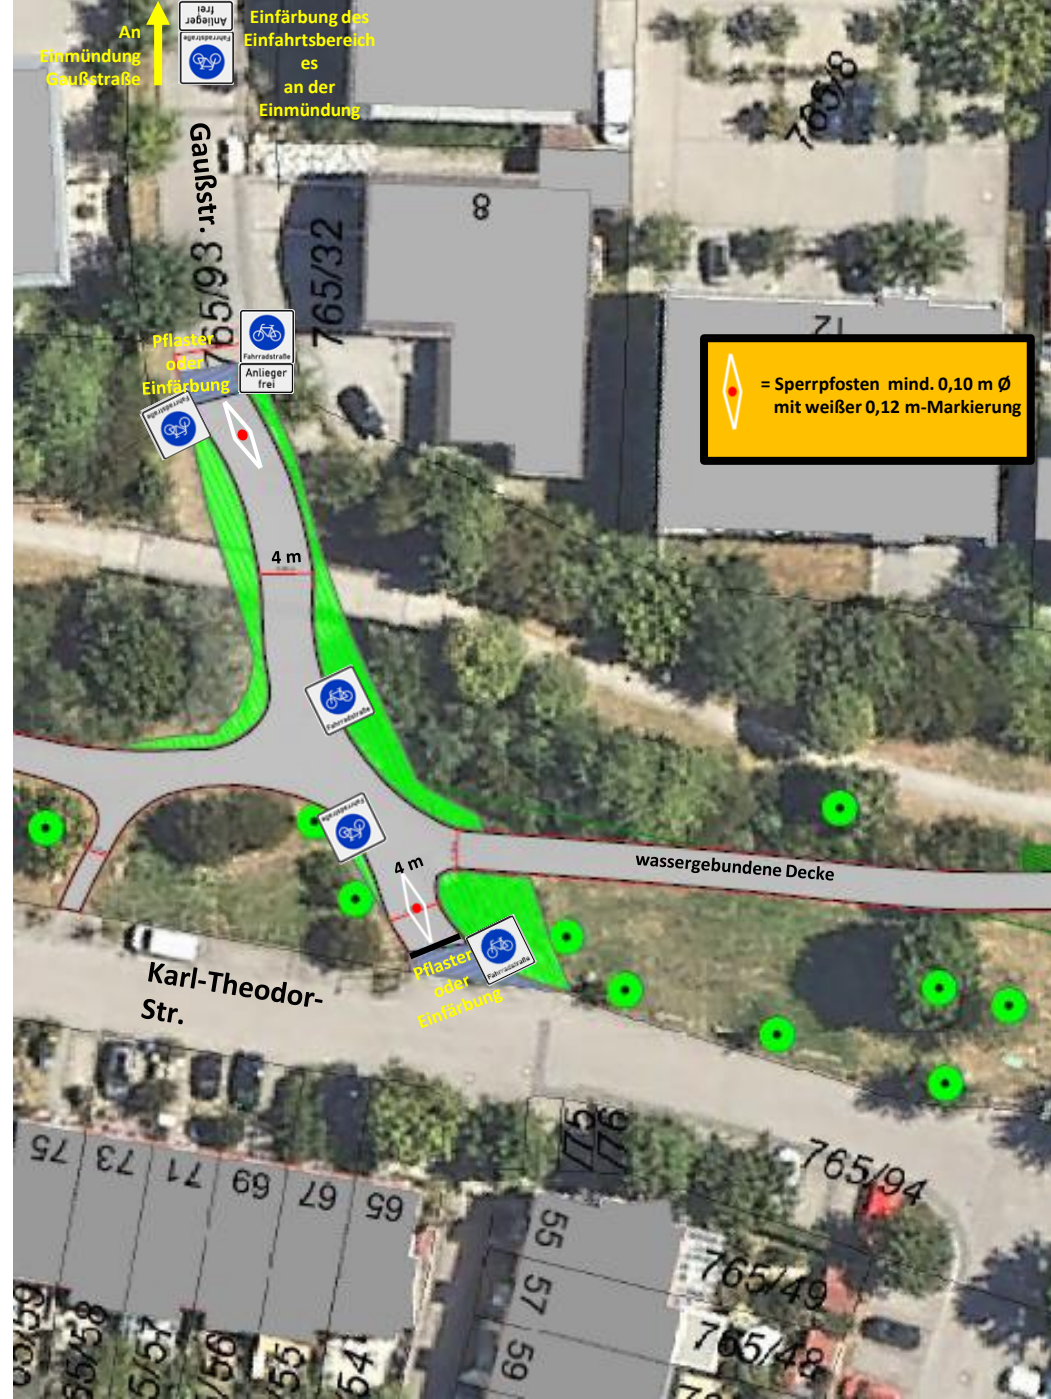 Anlieger
frei
Fahrradstraße
An
Einmündung
Gaußstraße
Einfärbung des
Einfahrtsbereich
es
an der
Einmündung
Gaußstr.
765/8
8
765/32
765/93
12
Pflaster
oder
Einfärbung
Fahrradstraße
Anlieger
frei
Fahrradstraße
= Sperrpfosten mind. 0,10 m Ø
mit weißer 0,12 m-Markierung
4 m
Fahrradstraße
Fahrradstraße
4 m
wassergebundene Decke
Fahrradstraße
Pflaster
oder
Einfärbung
Karl-Theodor-
Str.
75
73
71
69
67
65
55
57
59
765/94
765/49
765/48